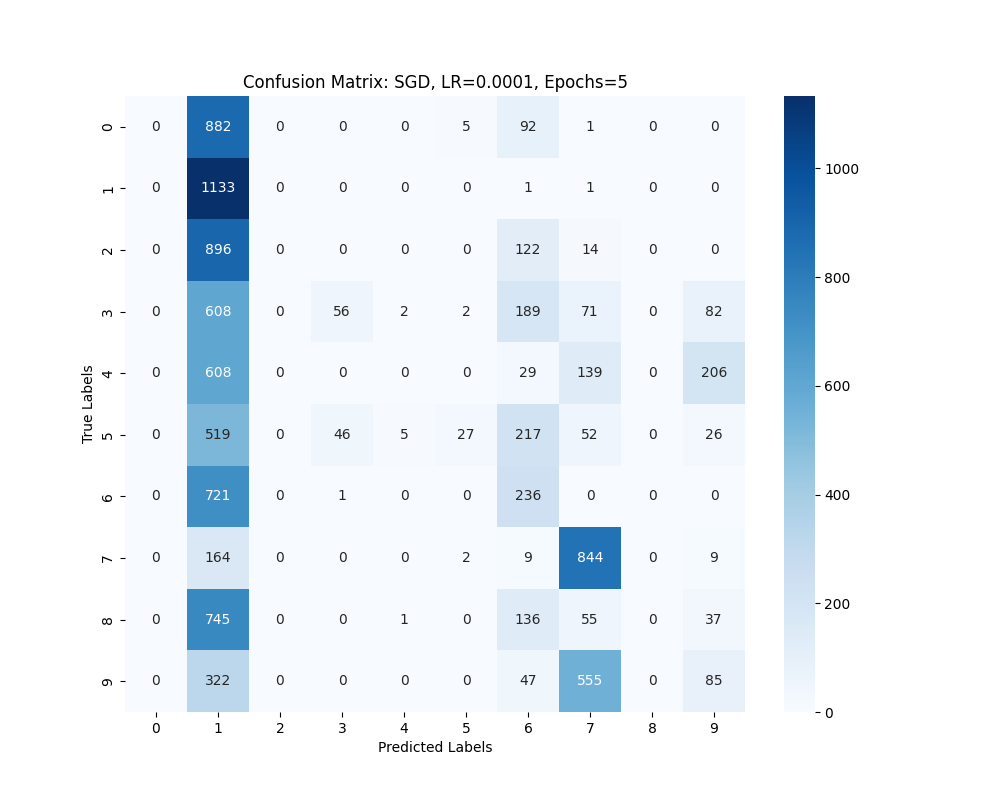 Confusion Matrix: SGD, LR=0.0001, Epochs=5
True Labels
0 0 882 0 0 0 5 92 1 0 0
1 0 1133 0 0 0 0 1 1 0 0
2 0 896 0 0 0 0 122 14 0 0
3 0 608 0 56 2 2 189 71 0 82
4 0 608 0 0 0 0 29 139 0 206
5 0 519 0 46 5 27 217 52 0 26
6 0 721 0 1 0 0 236 0 0 0
7 0 164 0 0 0 2 9 844 0 9
8 0 745 0 0 1 0 136 55 0 37
9 0 322 0 0 0 0 47 555 0 85
0 1 2 3 4 5 6 7 8 9
Predicted Labels
1000
800
600
400
200
0